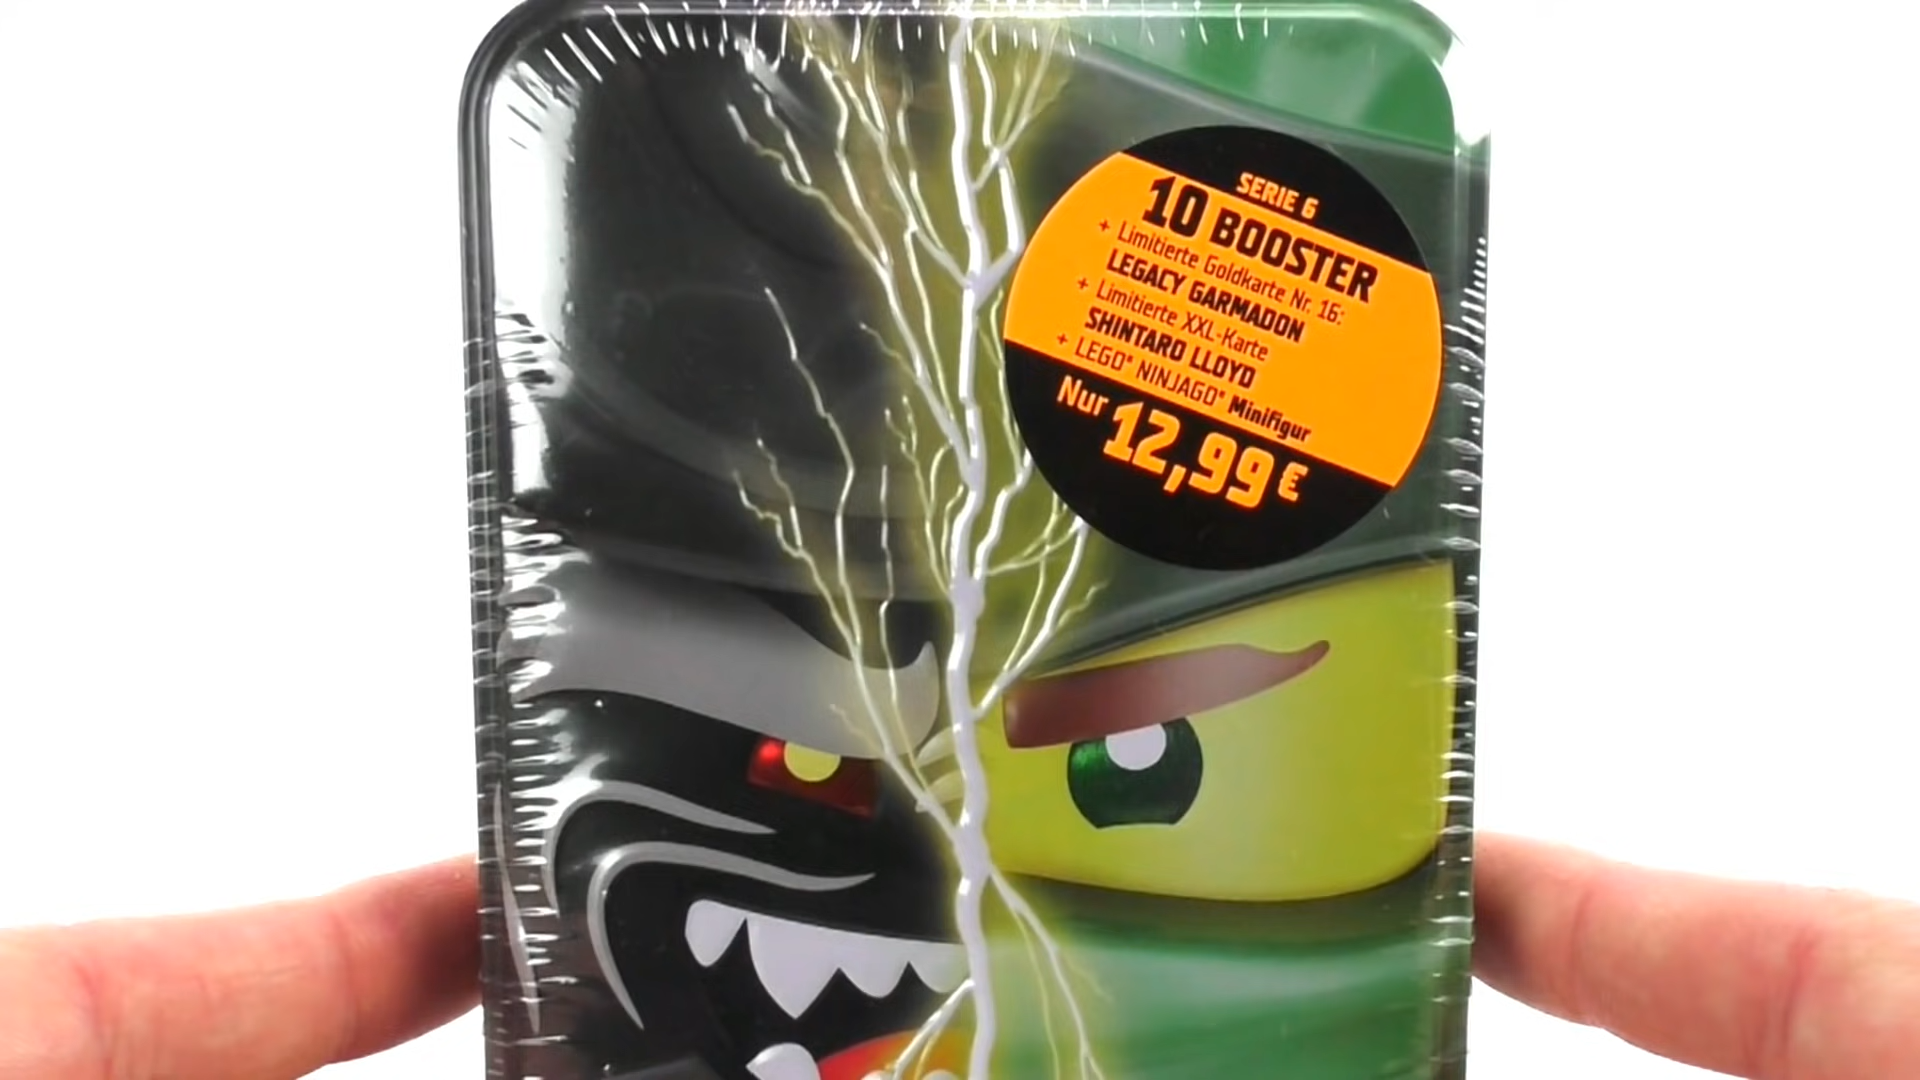 SERIE 6
10 BOOSTER
+ Limitierte Goldkarte Nr. 16:
LEGACY GARMADON
+ Limitierte XXL-Karte
SHINTARO LLOYD
+ LEGO® NINJAGO® Minifigur
Nur 12,99 €